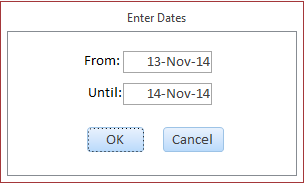 Enter Dates
From: 13-Nov-14
Until: 14-Nov-14
OK Cancel